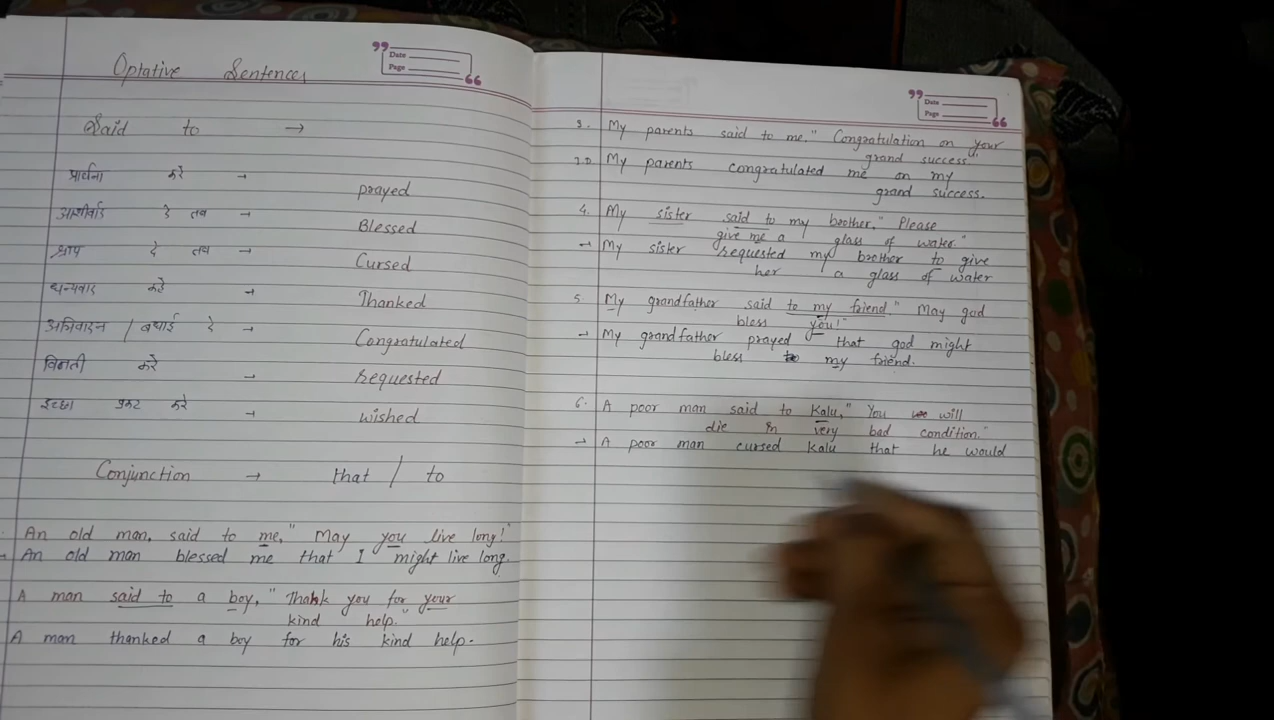 Optative Sentences
Date
Page
Said to →
प्रार्थना करे → prayed
आशीर्वाद दे तब → Blessed
श्राप दे तब → Cursed
धन्यवाद करे → Thanked
अभिवादन / बधाई दे → Congratulated
विनती करे → requested
इच्छा प्रकट करे → wished
Conjunction → that / to
An old man, said to me, "May you live long!"
→ An old man blessed me that I might live long.
A man said to a boy, "Thank you for your
kind help."
A man thanked a boy for his kind help.
Date
Page
3. My parents said to me." Congratulation on your
grand success."
My parents congratulated me on my
grand success.
4. My sister said to my brother," Please
give me a glass of water."
→ My sister requested my brother to give
her a glass of water
5. My grandfather said to my friend" May god
bless you!"
→ My grandfather prayed that god might
bless my friend.
6. A poor man said to Kalu," You will
die in very bad condition."
→ A poor man cursed Kalu that he would